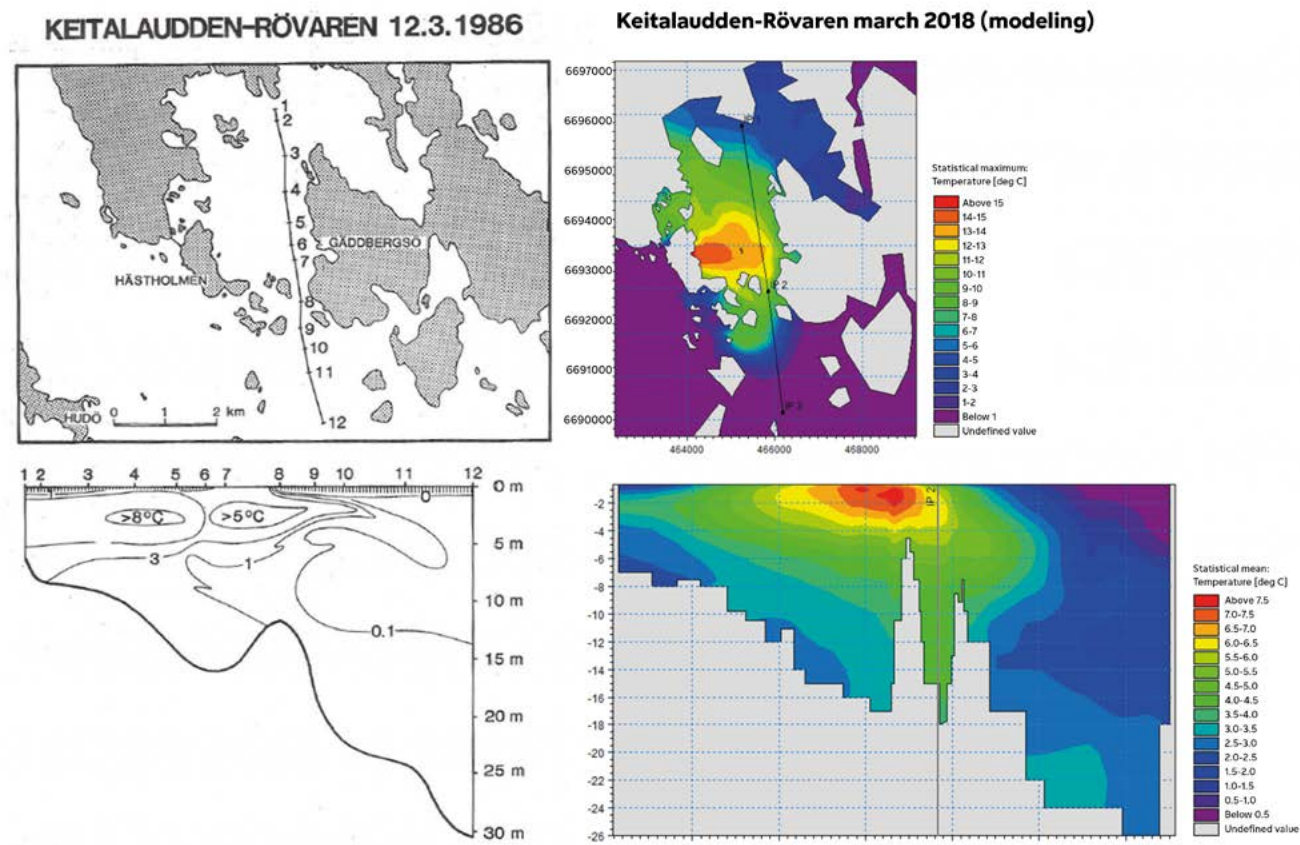 KEITALAUDDEN-RÖVAREN 12.3.1986
1
2
3
4
5
6
7
8
9
10
11
12
GÄDDBERGSÖ
HÄSTHOLMEN
HUDÖ
0 1 2 km
1 2 3 4 5 6 7 8 9 10 11 12
0 m
5 m
10 m
15 m
20 m
25 m
30 m
>8°C
>5°C
0
3
1
0.1
Keitalaudden-Rövaren march 2018 (modeling)
6697000
6696000
6695000
6694000
6693000
6692000
6691000
6690000
464000 466000 468000
1
IP 2
IP 3
Statistical maximum:
Temperature [deg C]
Above 15
14-15
13-14
12-13
11-12
10-11
9-10
8-9
7-8
6-7
5-6
4-5
3-4
2-3
1-2
Below 1
Undefined value
-2
-4
-6
-8
-10
-12
-14
-16
-18
-20
-22
-24
-26
IP 2
Statistical mean:
Temperature [deg C]
Above 7.5
7.0-7.5
6.5-7.0
6.0-6.5
5.5-6.0
5.0-5.5
4.5-5.0
4.0-4.5
3.5-4.0
3.0-3.5
2.5-3.0
2.0-2.5
1.5-2.0
1.0-1.5
0.5-1.0
Below 0.5
Undefined value